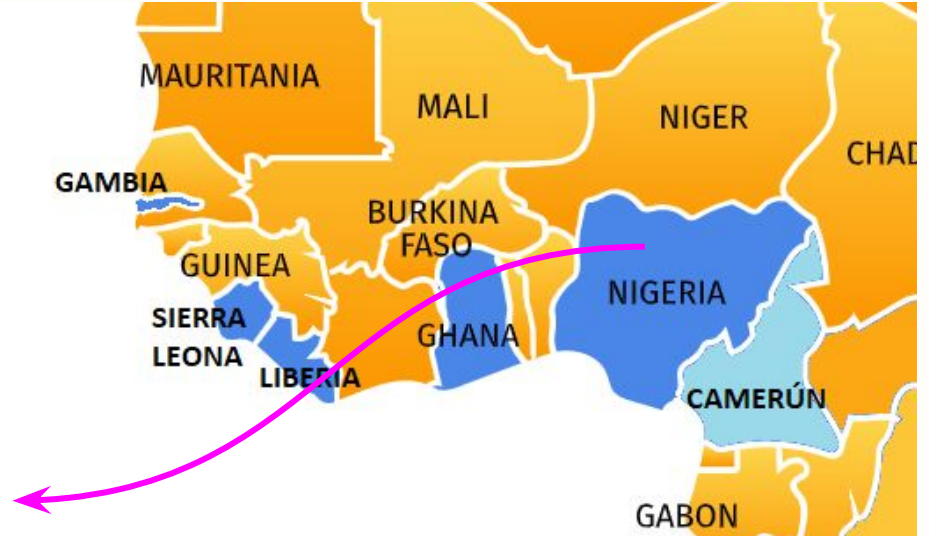 MAURITANIA
MALI
NIGER
CHAD
GAMBIA
BURKINA
FASO
GUINEA
NIGERIA
SIERRA
LEONA
GHANA
LIBERIA
CAMERÚN
GABON